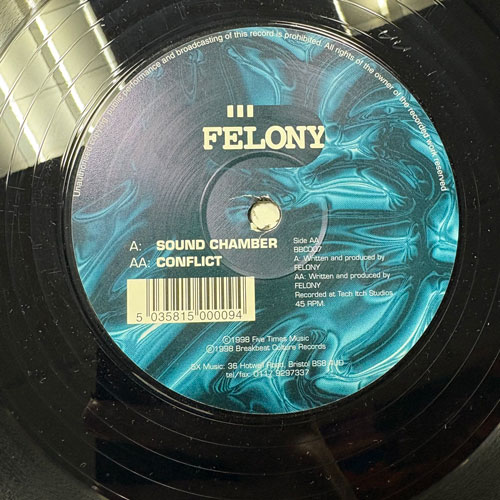 Unauthorised public performance and broadcasting of this record is prohibited. All rights of the owner of the recorded work reserved
FELONY
A: SOUND CHAMBER
AA: CONFLICT
Side AA
BBC007
A: Written and produced by
FELONY
AA: Written and produced by
FELONY
Recorded at Tech Itch Studios
45 RPM.
5 035815 000094
©1998 Five Times Music
℗1998 Breakbeat Culture Records
5X Music: 36 Hotwell Road, Bristol BS8 4UD
tel/fax: 0117 9297337